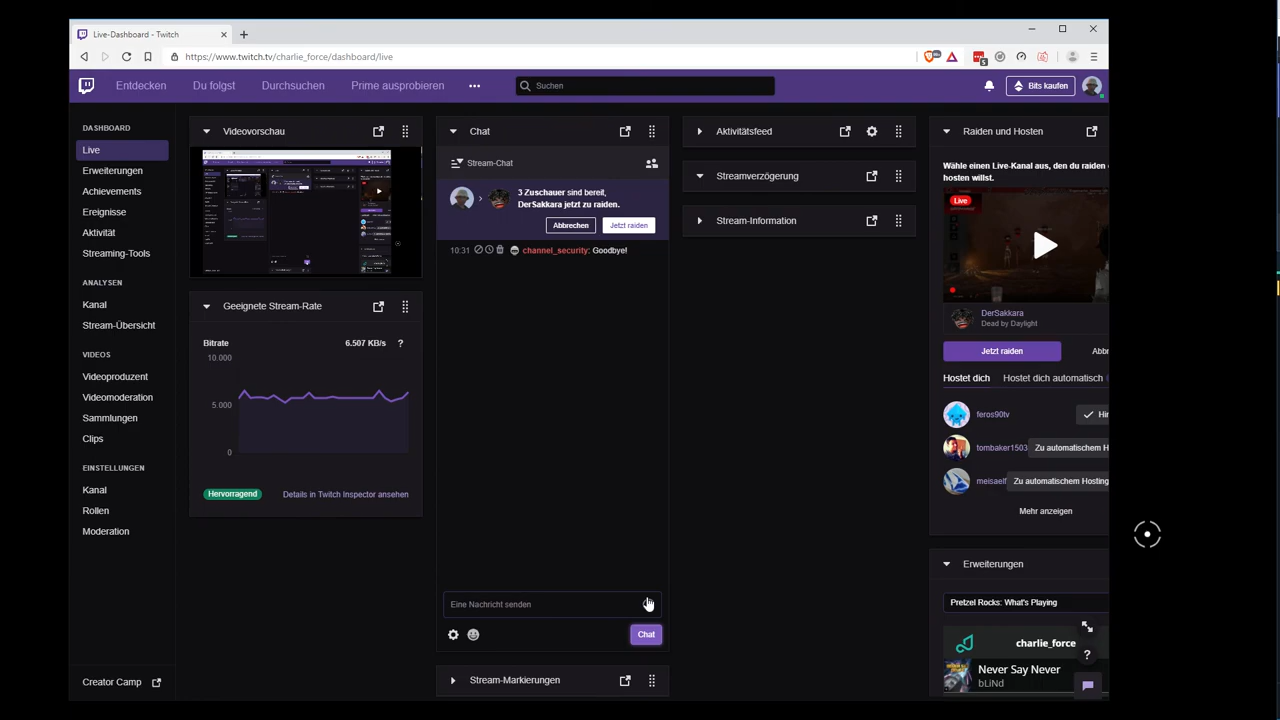 Live-Dashboard - Twitch
https://www.twitch.tv/charlie_force/dashboard/live
Entdecken
Du folgst
Durchsuchen
Prime ausprobieren
Suchen
Bits kaufen
DASHBOARD
Live
Erweiterungen
Achievements
Ereignisse
Aktivität
Streaming-Tools
ANALYSEN
Kanal
Stream-Übersicht
VIDEOS
Videoproduzent
Videomoderation
Sammlungen
Clips
EINSTELLUNGEN
Kanal
Rollen
Moderation
Creator Camp
Videovorschau
Geeignete Stream-Rate
Bitrate
6.507 KB/s
?
10.000
5.000
0
Hervorragend
Details in Twitch Inspector ansehen
Chat
Stream-Chat
3 Zuschauer sind bereit,
DerSakkara jetzt zu raiden.
Abbrechen
Jetzt raiden
10:31 channel_security: Goodbye!
Eine Nachricht senden
Chat
Stream-Markierungen
Aktivitätsfeed
Streamverzögerung
Stream-Information
Raiden und Hosten
Wähle einen Live-Kanal aus, den du raiden
hosten willst.
Live
DerSakkara
Dead by Daylight
Jetzt raiden
Abbr
Hostet dich
Hostet dich automatisch
feros90tv
Hin
tombaker1503
Zu automatischem H
meisaelf
Zu automatischem Hosting
Mehr anzeigen
Erweiterungen
Pretzel Rocks: What's Playing
charlie_force
?
Never Say Never
bLiNd